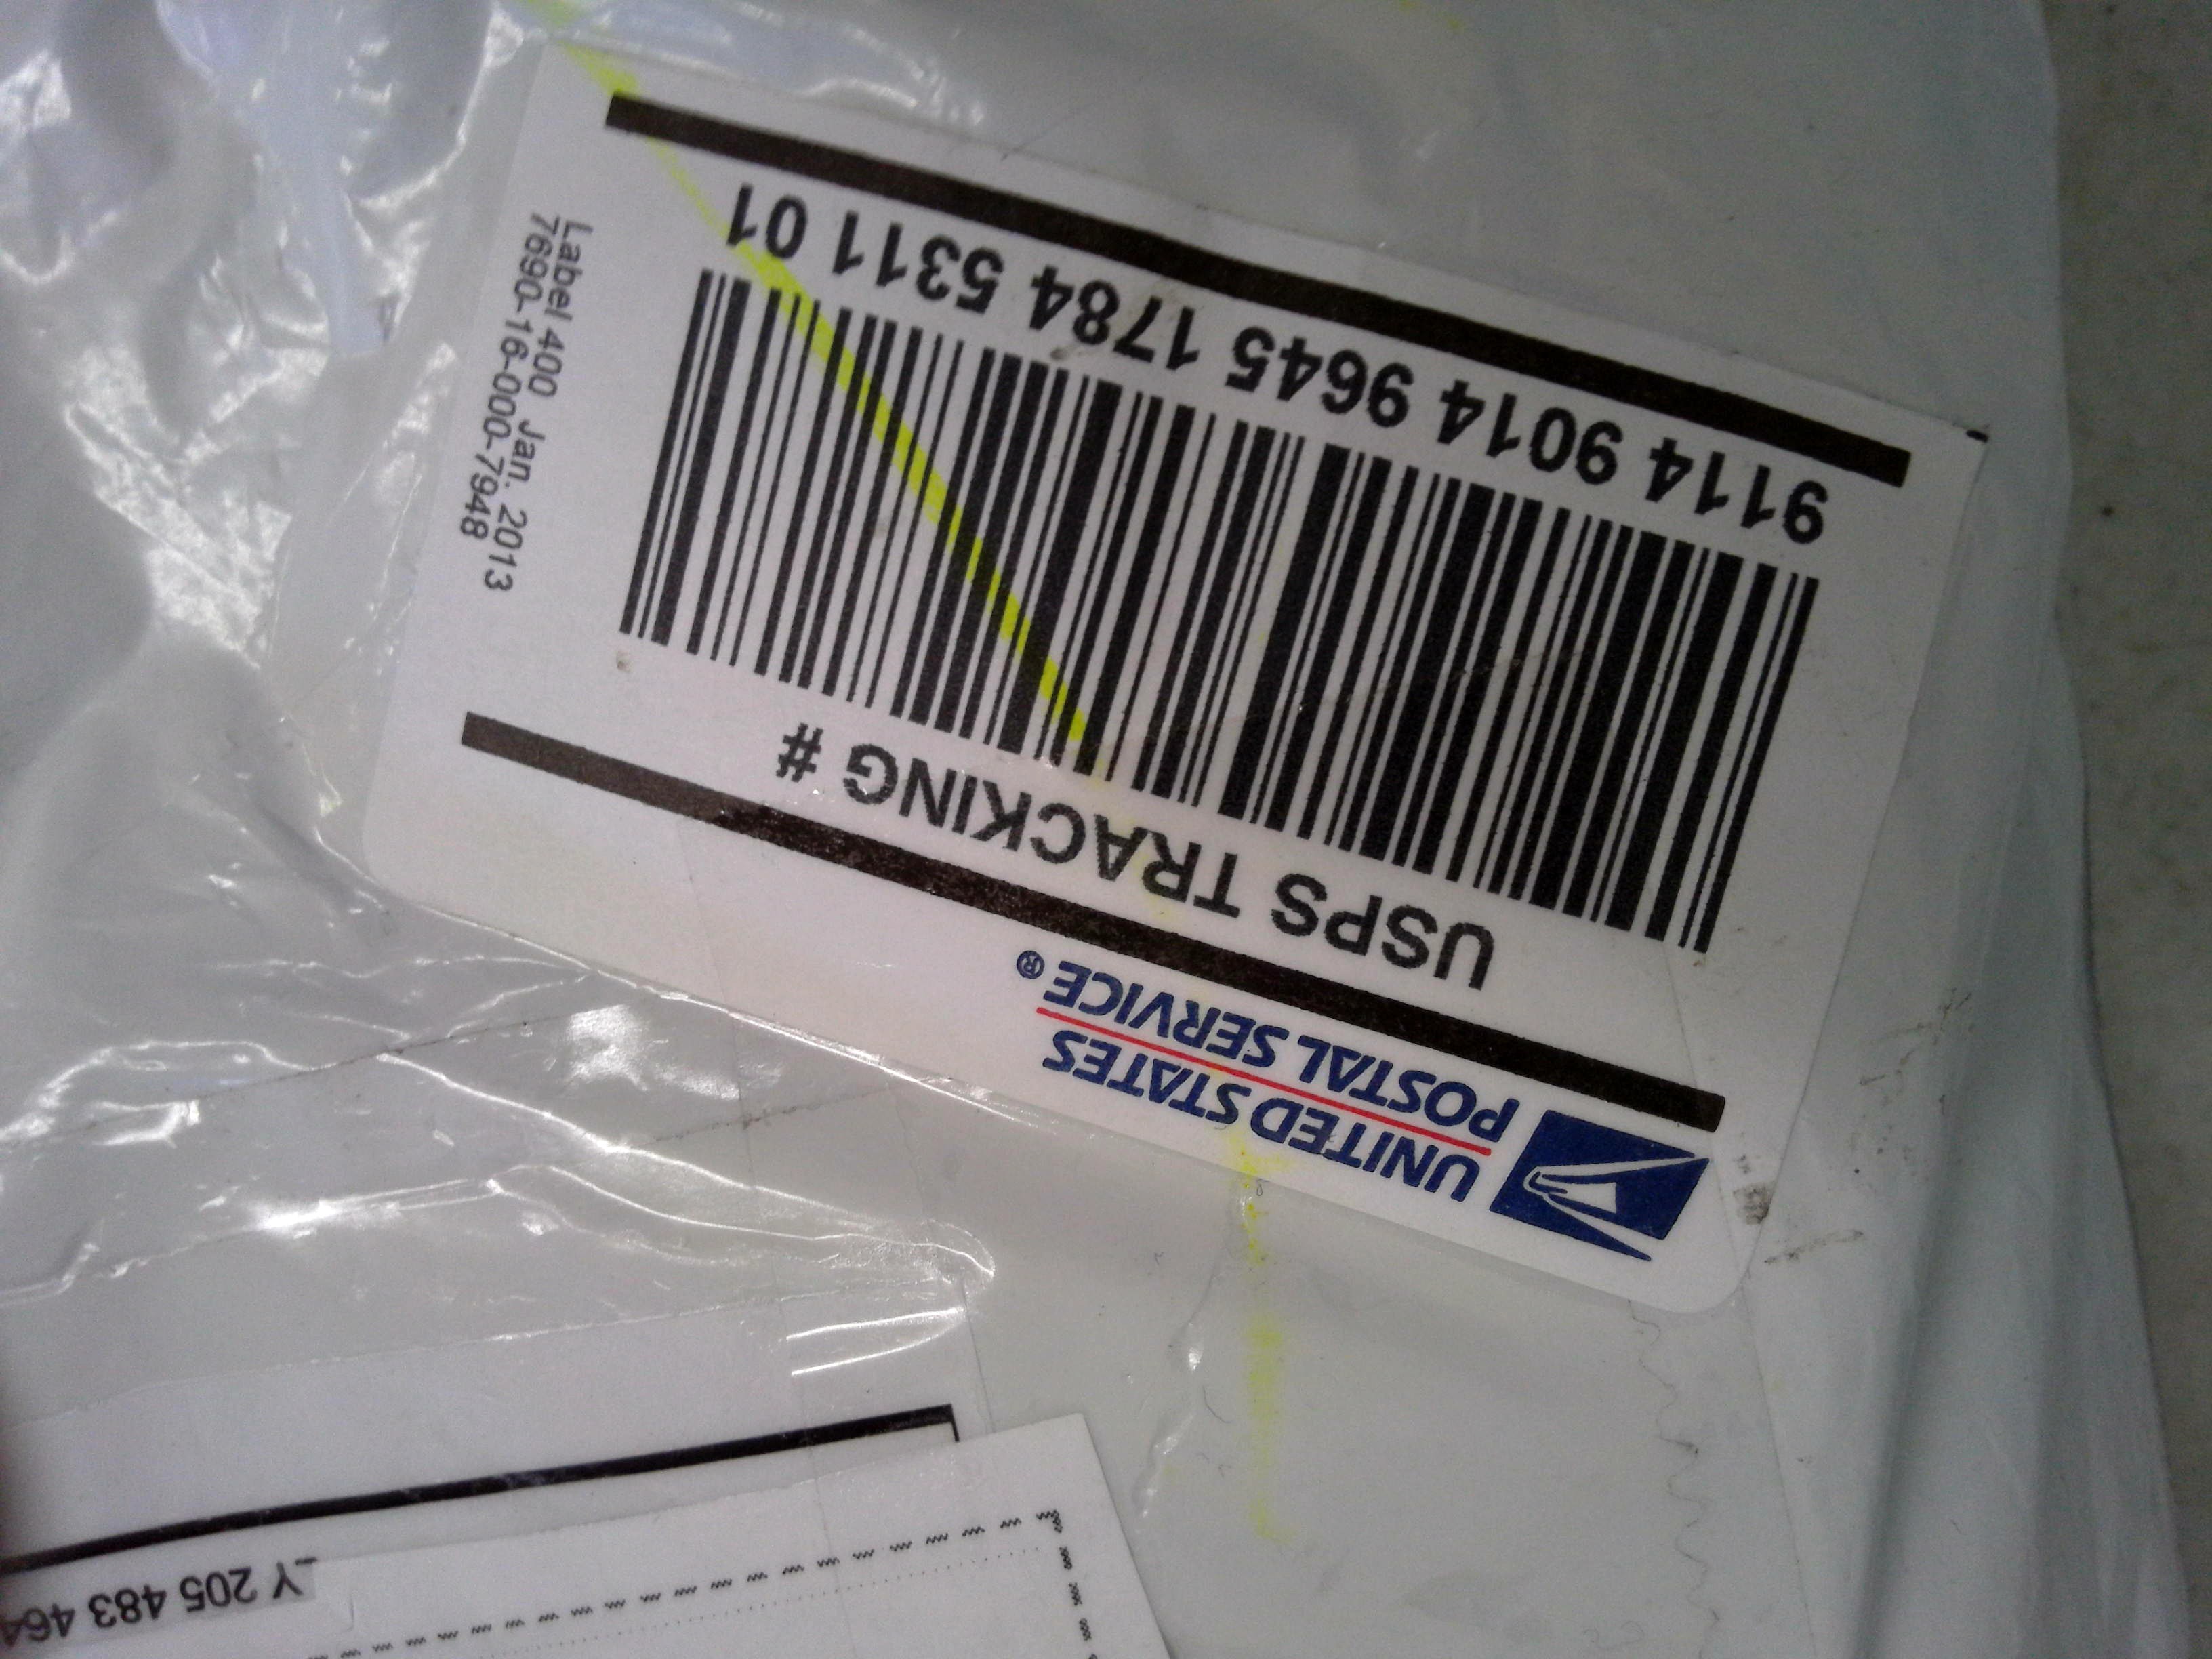 UNITED STATES
POSTAL SERVICE®
USPS TRACKING #
9114 9014 9645 1784 5311 01
Label 400 Jan. 2013
7690-16-000-7948
Y 205 483 464